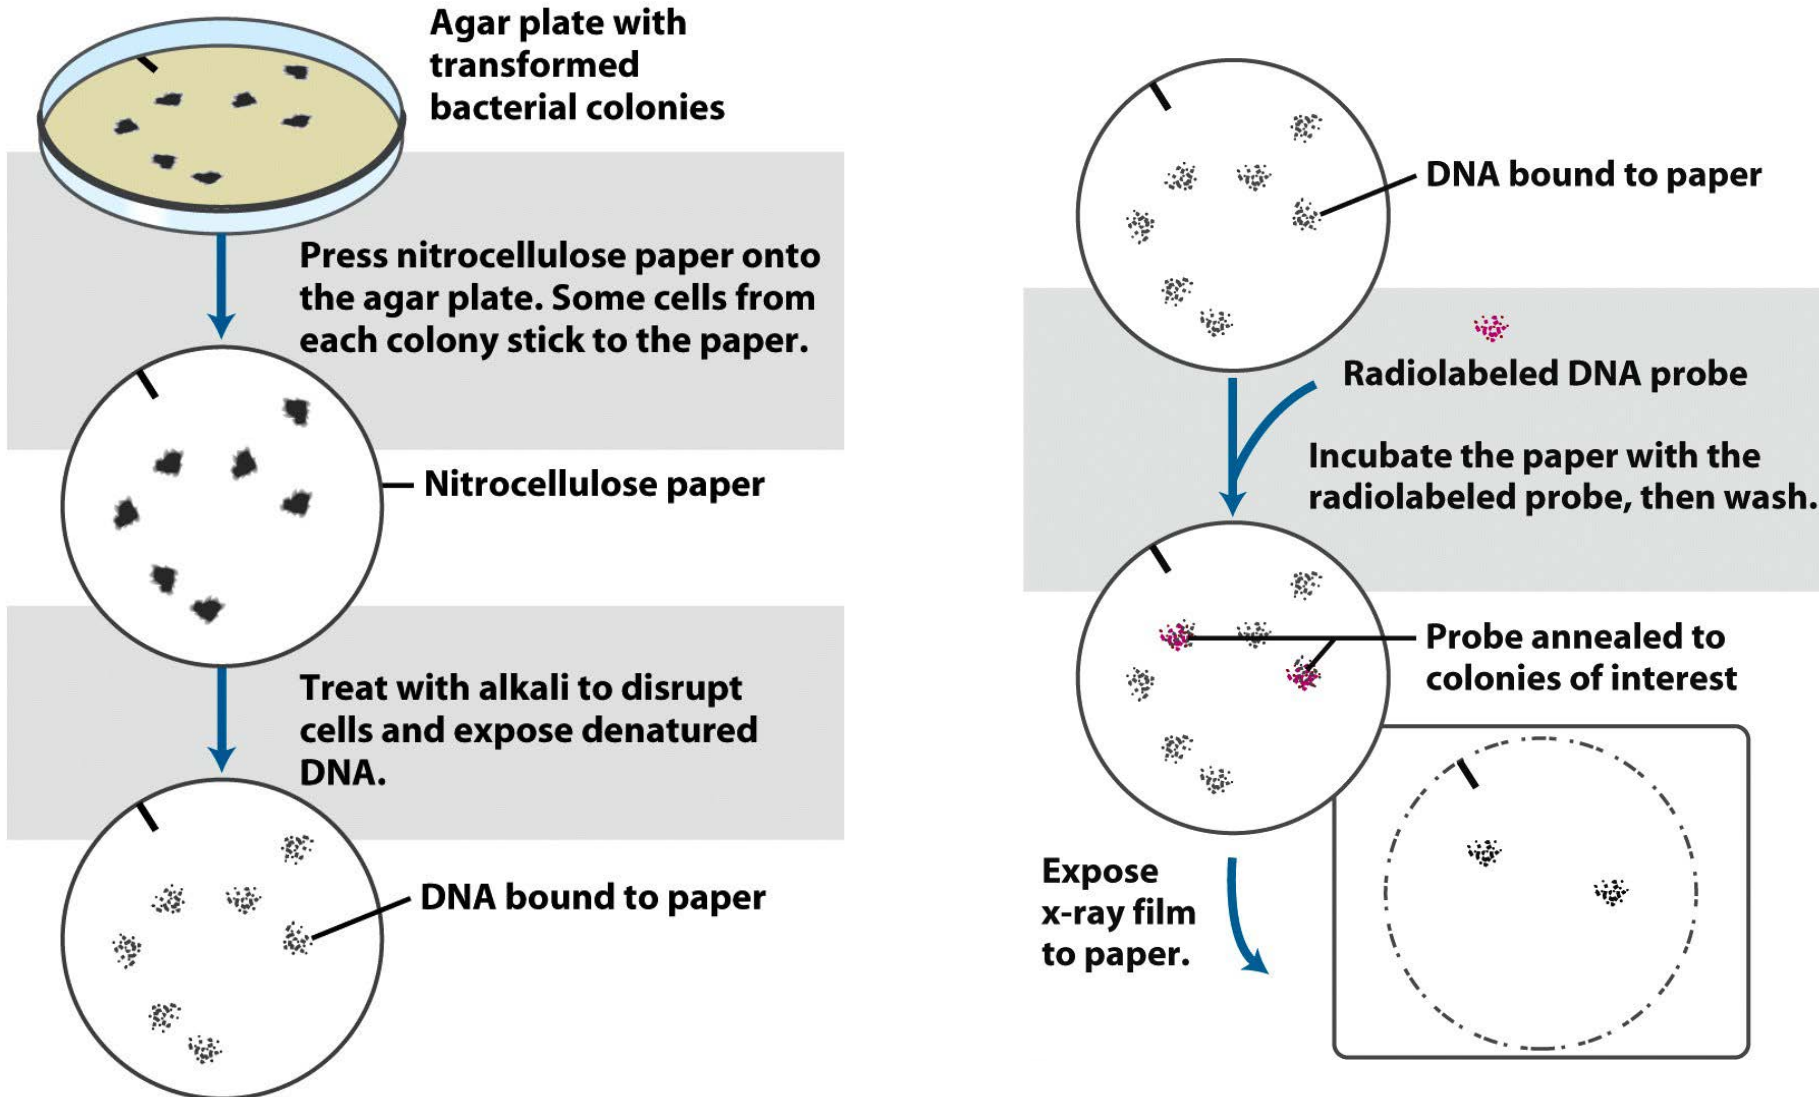 Agar plate with
transformed
bacterial colonies
Press nitrocellulose paper onto
the agar plate. Some cells from
each colony stick to the paper.
Nitrocellulose paper
Treat with alkali to disrupt
cells and expose denatured
DNA.
DNA bound to paper
DNA bound to paper
Radiolabeled DNA probe
Incubate the paper with the
radiolabeled probe, then wash.
Probe annealed to
colonies of interest
Expose
x-ray film
to paper.